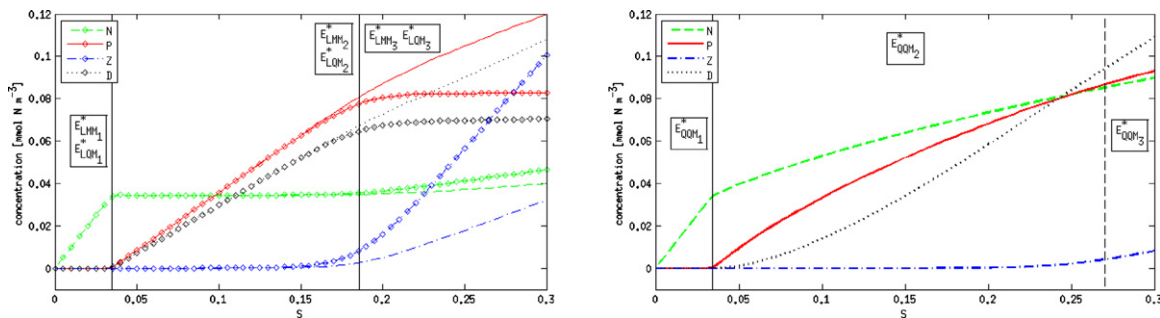 0.12
0.1
0.08
0.06
0.04
0.02
0
concentration [mmol N m⁻³]
N
P
Z
D
E*LMM1
E*LQM1
E*LMM2
E*LQM2
E*LMM3 E*LQM3
0 0.05 0.1 0.15 0.2 0.25 0.3
S
0.12
0.1
0.08
0.06
0.04
0.02
0
concentration [mmol N m⁻³]
N
P
Z
D
E*QQM1
E*QQM2
E*QQM3
0 0.05 0.1 0.15 0.2 0.25 0.3
S